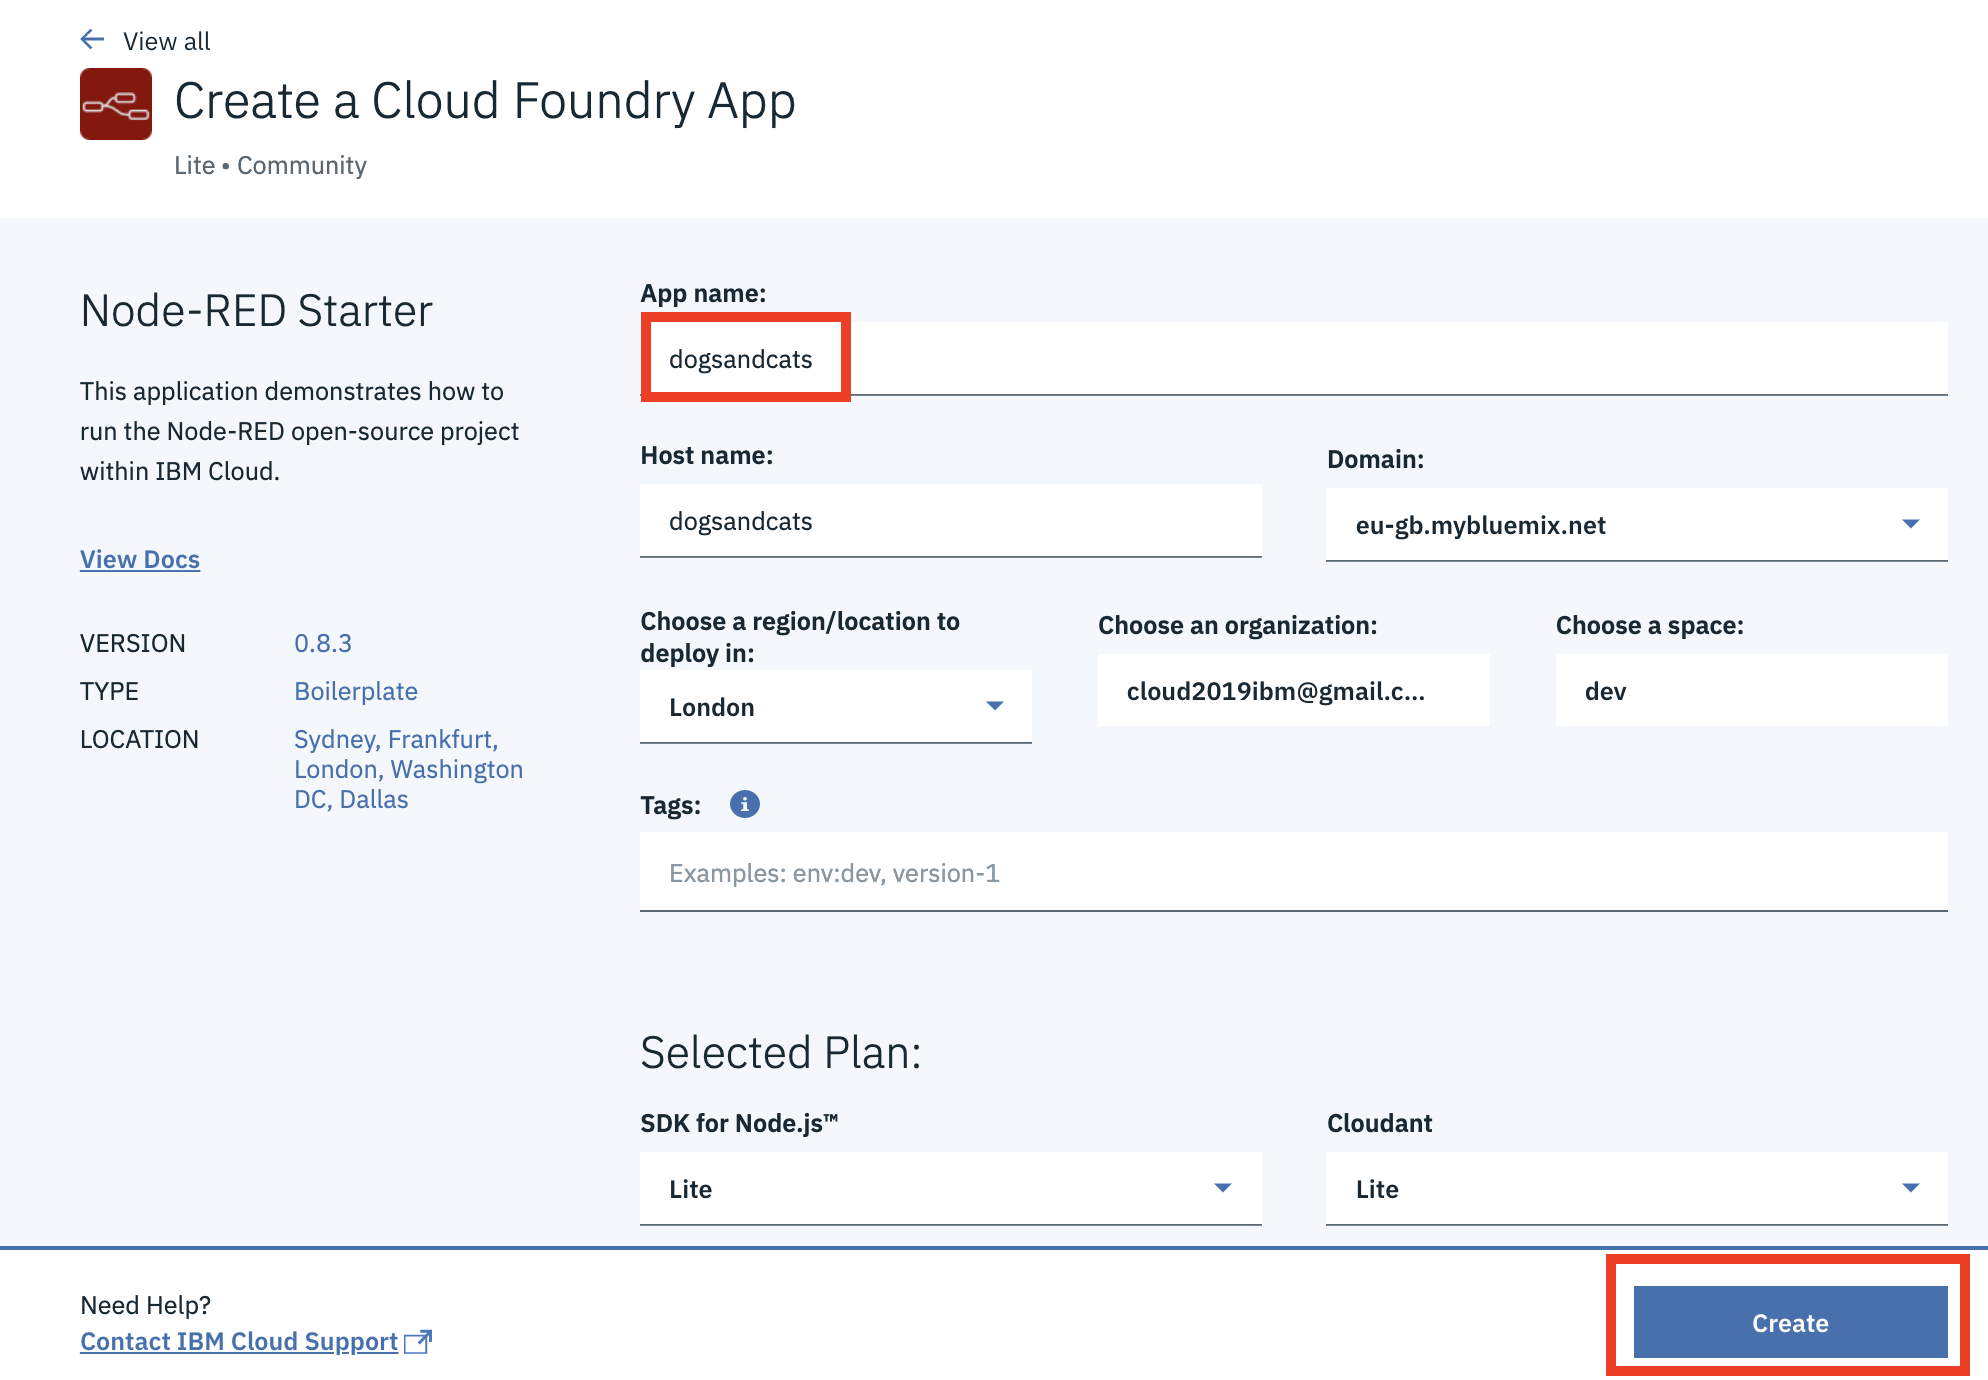 View all
Create a Cloud Foundry App
Lite • Community
Node-RED Starter
This application demonstrates how to
run the Node-RED open-source project
within IBM Cloud.
View Docs
VERSION 0.8.3
TYPE Boilerplate
LOCATION Sydney, Frankfurt,
London, Washington
DC, Dallas
App name:
dogsandcats
Host name:
dogsandcats
Domain:
eu-gb.mybluemix.net
Choose a region/location to
deploy in:
London
Choose an organization:
cloud2019ibm@gmail.c...
Choose a space:
dev
Tags:
Examples: env:dev, version-1
Selected Plan:
SDK for Node.js™
Lite
Cloudant
Lite
Need Help?
Contact IBM Cloud Support
Create